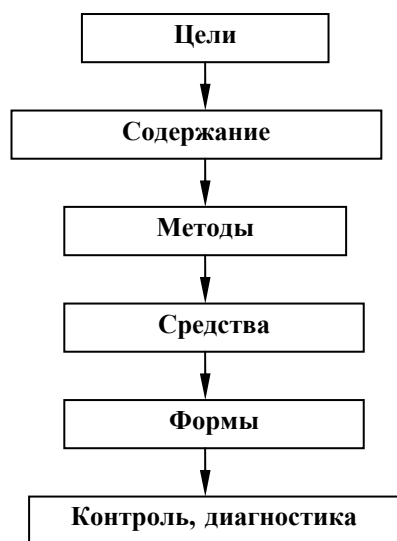 Цели
Содержание
Методы
Средства
Формы
Контроль, диагностика